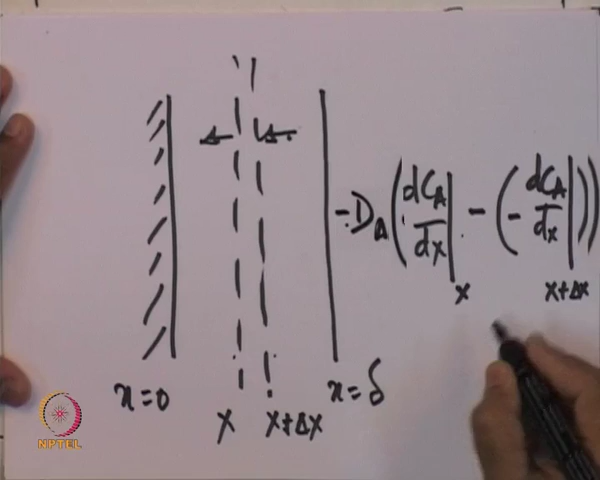 -D_A (dC_A/dx|_x - (-dC_A/dx|_{x+Δx}))
x=0
x
x+Δx
x=δ
NPTEL